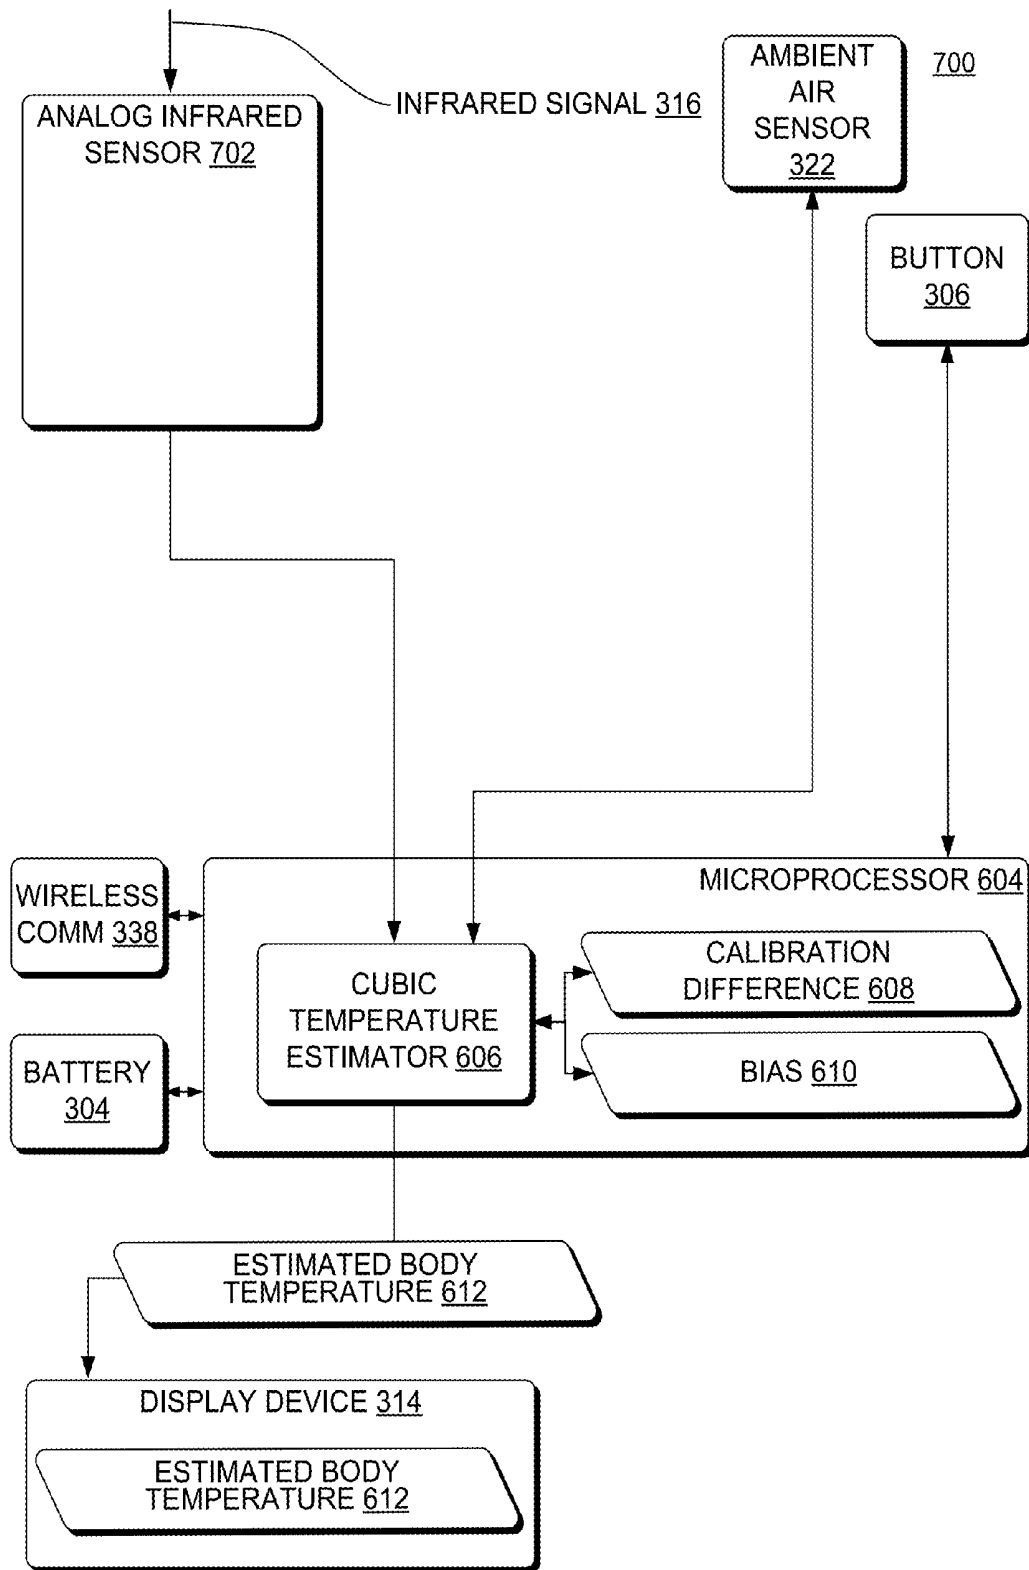 AMBIENT
AIR
SENSOR
322
700
INFRARED SIGNAL 316
ANALOG INFRARED
SENSOR 702
BUTTON
306
MICROPROCESSOR 604
WIRELESS
COMM 338
CUBIC
TEMPERATURE
ESTIMATOR 606
CALIBRATION
DIFFERENCE 608
BIAS 610
BATTERY
304
ESTIMATED BODY
TEMPERATURE 612
DISPLAY DEVICE 314
ESTIMATED BODY
TEMPERATURE 612